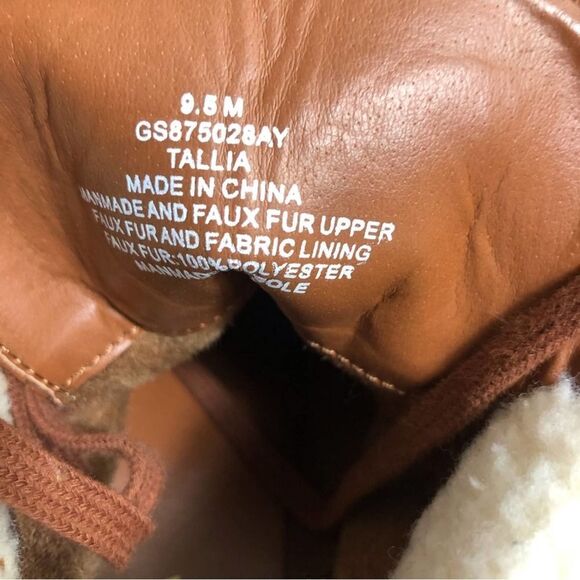 9.5 M
GS875028AY
TALLIA
MADE IN CHINA
MANMADE AND FAUX FUR UPPER
FAUX FUR AND FABRIC LINING
FAUX FUR:100% POLYESTER
MANMADE SOLE